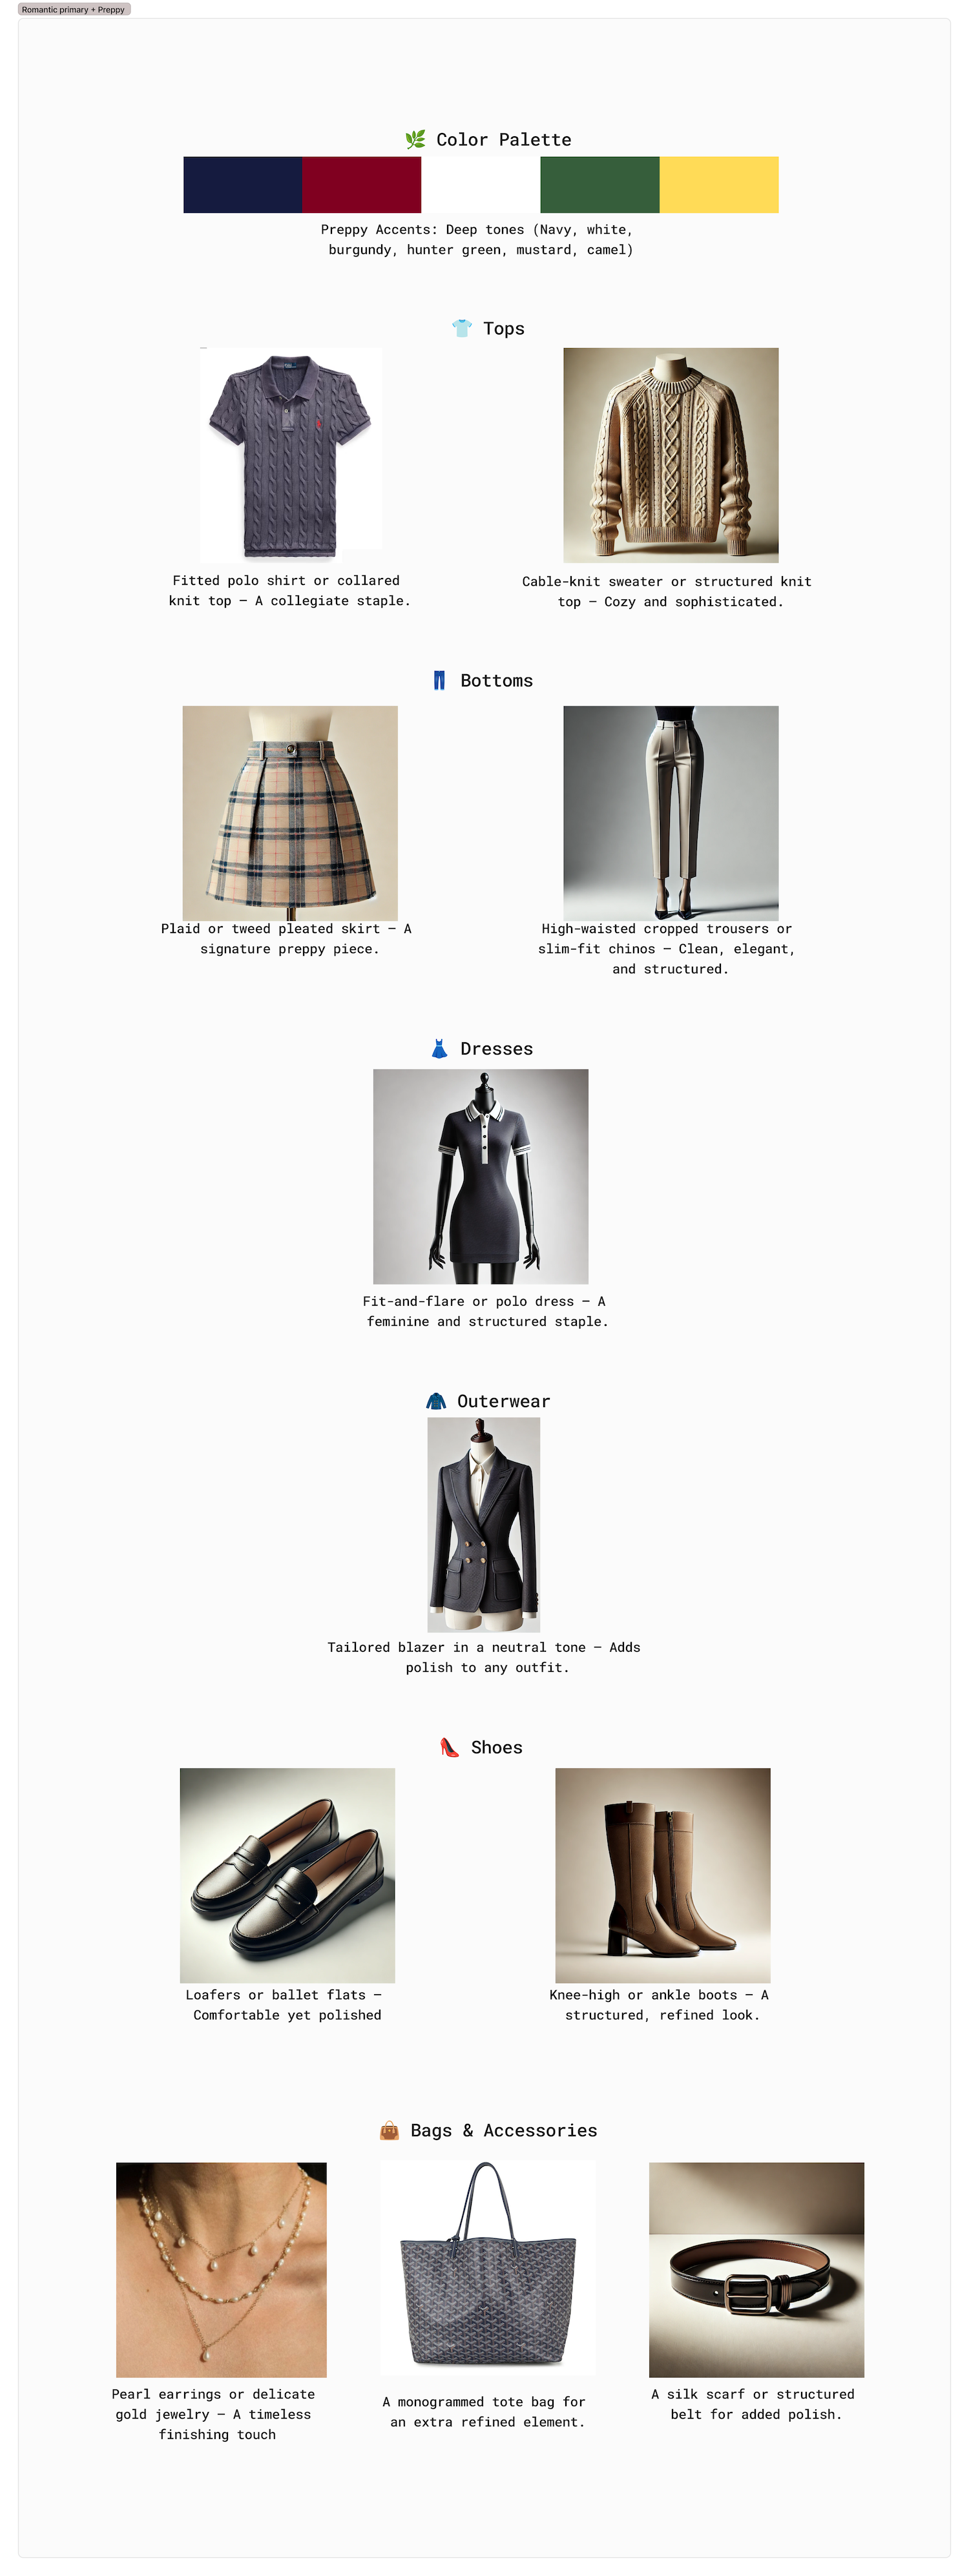 Romantic primary + Preppy
🌿 Color Palette
Preppy Accents: Deep tones (Navy, white,
burgundy, hunter green, mustard, camel)
👕 Tops
Fitted polo shirt or collared
knit top – A collegiate staple.
Cable-knit sweater or structured knit
top – Cozy and sophisticated.
👖 Bottoms
Plaid or tweed pleated skirt – A
signature preppy piece.
High-waisted cropped trousers or
slim-fit chinos – Clean, elegant,
and structured.
👗 Dresses
Fit-and-flare or polo dress – A
feminine and structured staple.
🧥 Outerwear
Tailored blazer in a neutral tone – Adds
polish to any outfit.
👠 Shoes
Loafers or ballet flats –
Comfortable yet polished
Knee-high or ankle boots – A
structured, refined look.
👜 Bags & Accessories
Pearl earrings or delicate
gold jewelry – A timeless
finishing touch
A monogrammed tote bag for
an extra refined element.
A silk scarf or structured
belt for added polish.